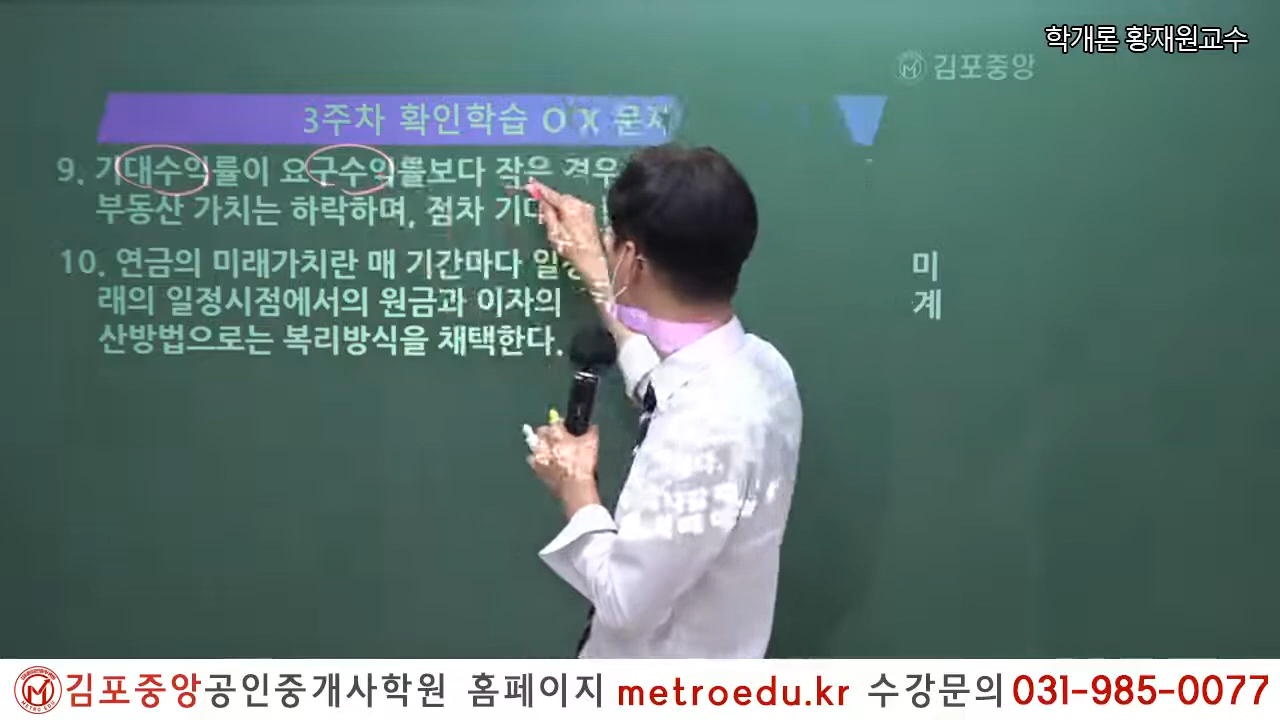 학개론 황재원교수
김포중앙
3주차 확인학습 O X 문제
9. 기대수익률이 요구수익률보다 작은 경우
부동산 가치는 하락하며, 점차 기대
10. 연금의 미래가치란 매 기간마다 일정 미
래의 일정시점에서의 원금과 이자의 계
산방법으로는 복리방식을 채택한다.
김포중앙공인중개사학원 홈페이지 metroedu.kr 수강문의 031-985-0077